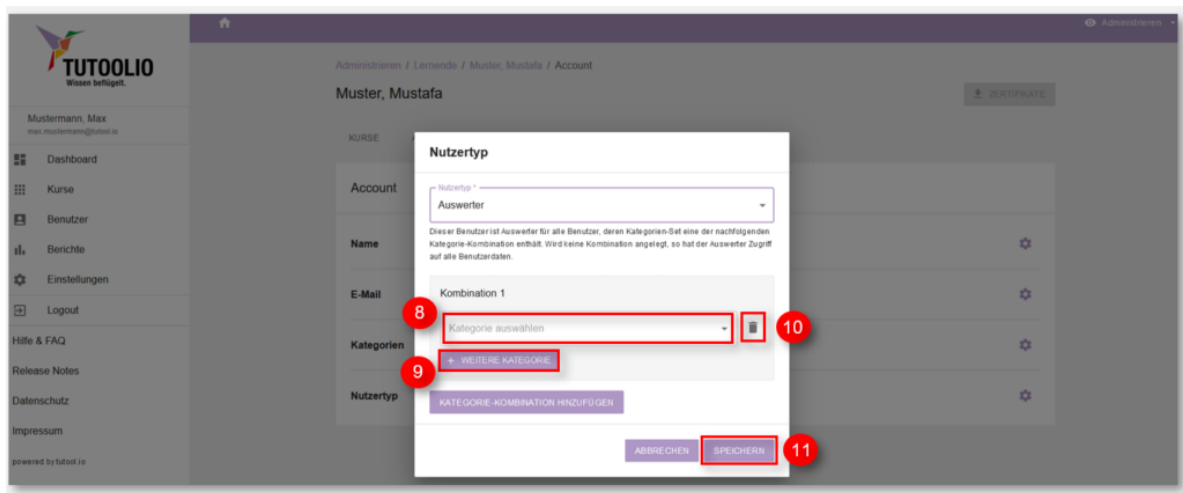 Administrieren
TUTOOLIO
Wissen beflügelt.
Mustermann, Max
max.mustermann@tutool.io
Dashboard
Kurse
Benutzer
Berichte
Einstellungen
Logout
Hilfe & FAQ
Release Notes
Datenschutz
Impressum
powered by tutool.io
Administrieren / Lernende / Muster, Mustafa / Account
Muster, Mustafa
ZERTIFIKATE
KURSE
Account
Name
E-Mail
Kategorien
Nutzertyp
Nutzertyp
Nutzertyp *
Auswerter
Dieser Benutzer ist Auswerter für alle Benutzer, deren Kategorien-Set eine der nachfolgenden
Kategorie-Kombination enthält. Wird keine Kombination angelegt, so hat der Auswerter Zugriff
auf alle Benutzerdaten.
Kombination 1
8
Kategorie auswählen
10
9
+ WEITERE KATEGORIE
KATEGORIE-KOMBINATION HINZUFÜGEN
ABBRECHEN
SPEICHERN
11